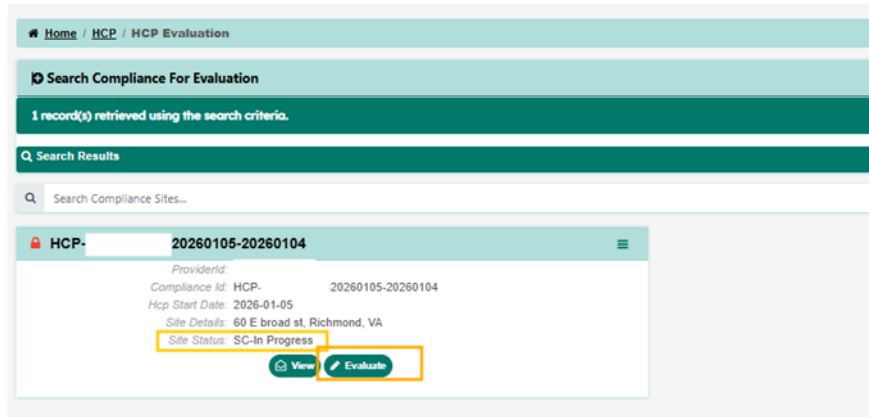 Home / HCP / HCP Evaluation
Search Compliance For Evaluation
1 record(s) retrieved using the search criteria.
Search Results
Search Compliance Sites...
HCP- 20260105-20260104
ProviderId:
Compliance Id: HCP- 20260105-20260104
Hcp Start Date: 2026-01-05
Site Details: 60 E broad st, Richmond, VA
Site Status: SC-In Progress
View Evaluate